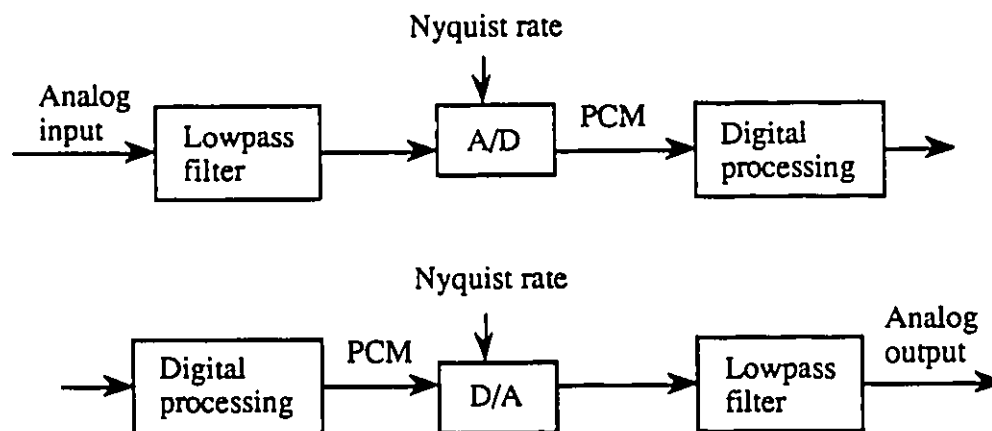 Nyquist rate
Analog
input
Lowpass
filter
A/D
PCM
Digital
processing
Nyquist rate
Digital
processing
PCM
D/A
Lowpass
filter
Analog
output